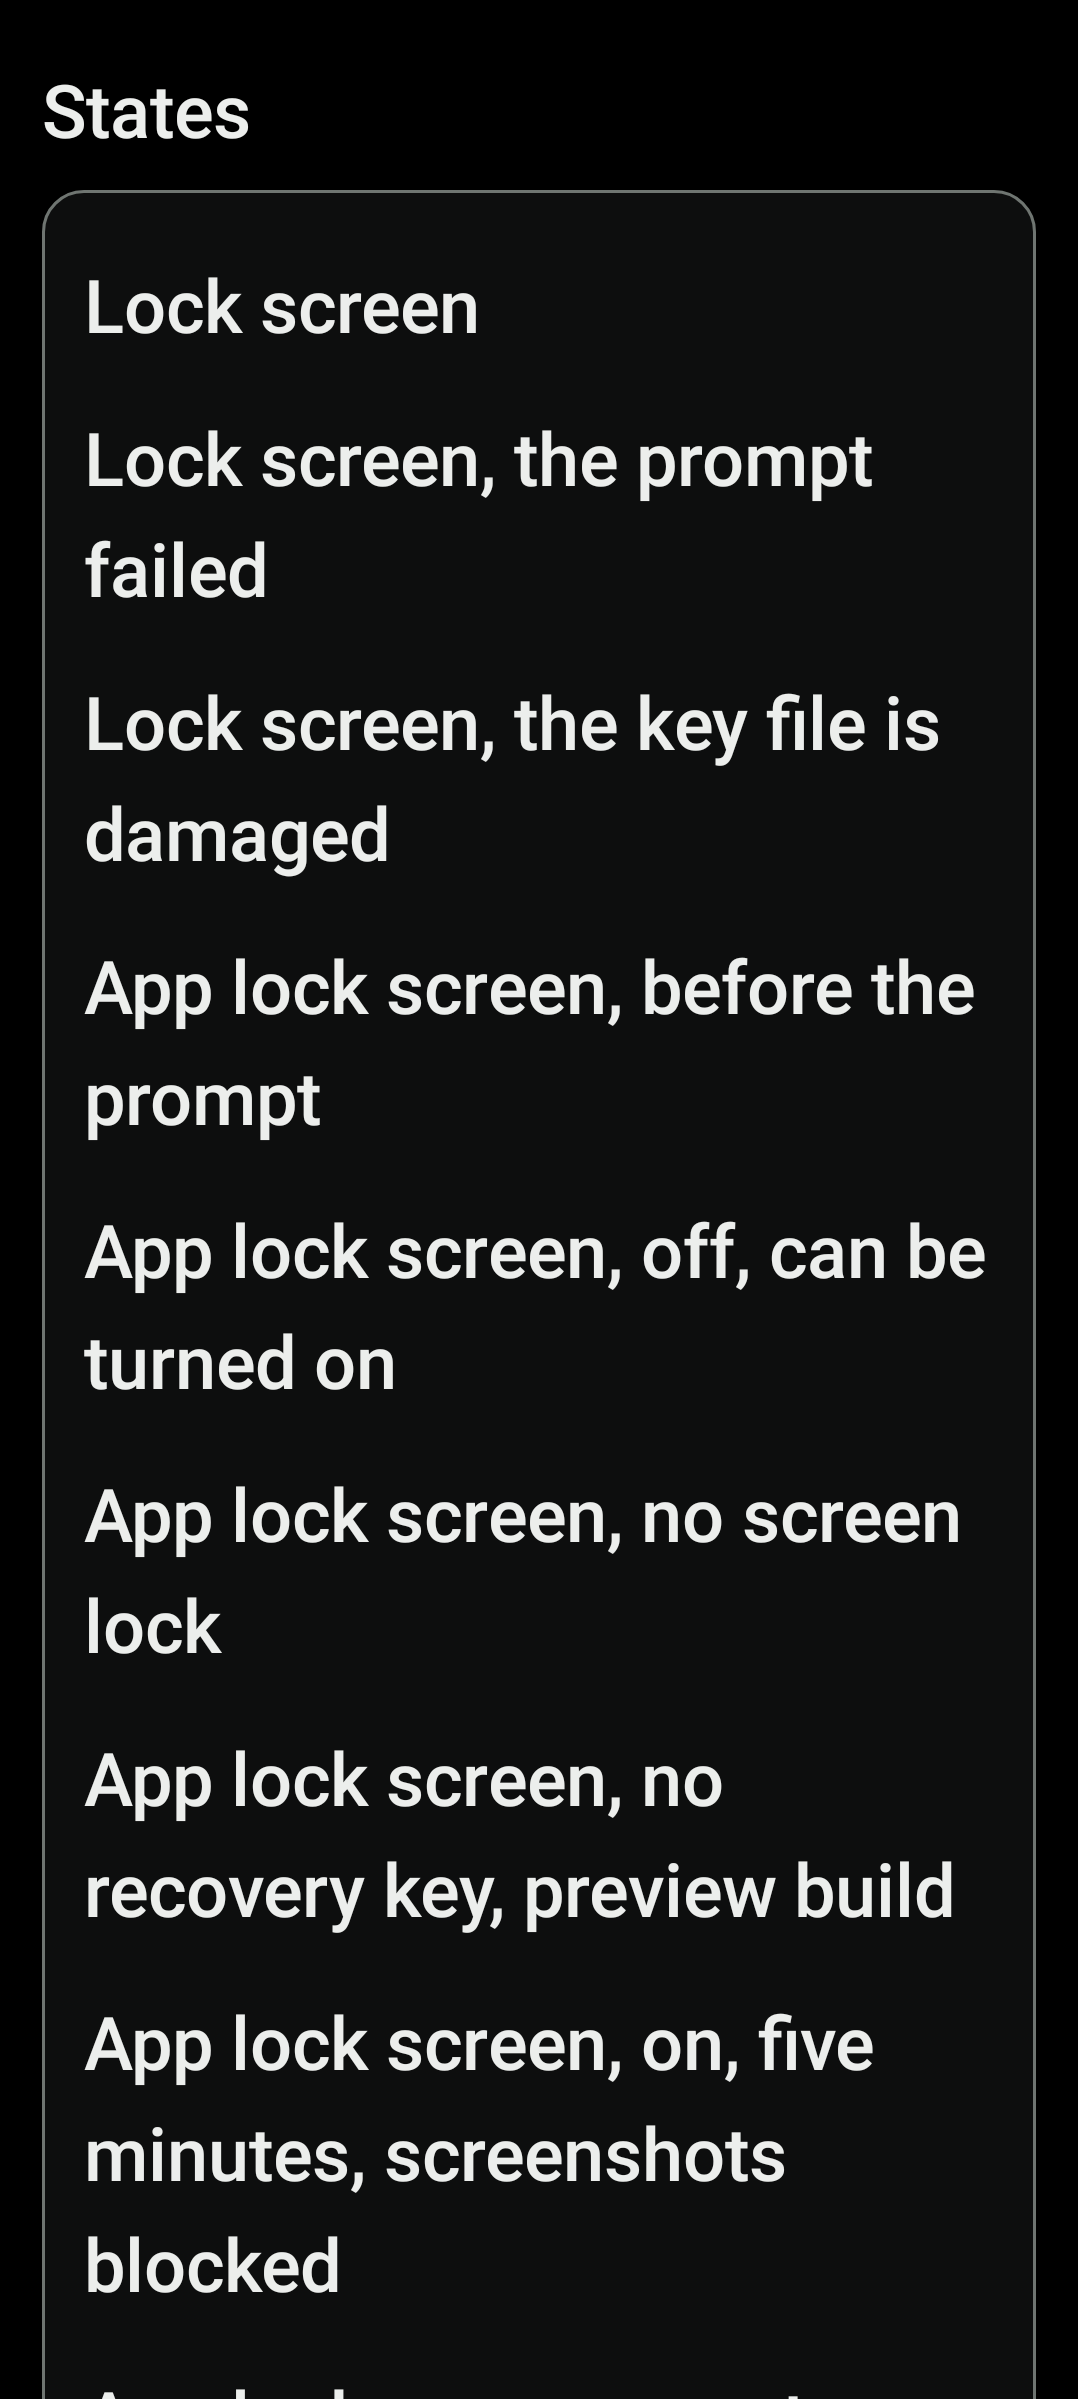 States
Lock screen
Lock screen, the prompt
failed
Lock screen, the key file is
damaged
App lock screen, before the
prompt
App lock screen, off, can be
turned on
App lock screen, no screen
lock
App lock screen, no
recovery key, preview build
App lock screen, on, five
minutes, screenshots
blocked